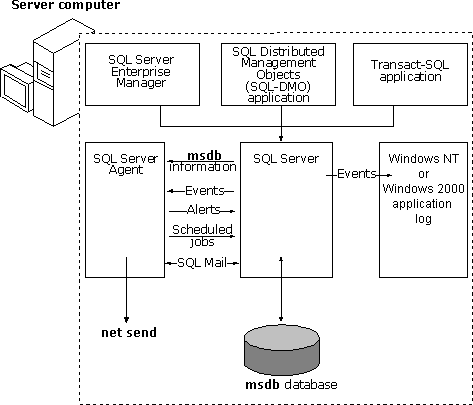 Server computer
SQL Server
Enterprise
Manager
SQL Distributed
Management
Objects
(SQL-DMO)
application
Transact-SQL
application
SQL Server
Agent
msdb
information
Events
Alerts
Scheduled
jobs
SQL Mail
SQL Server
Events
Windows NT
or
Windows 2000
application
log
net send
msdb database